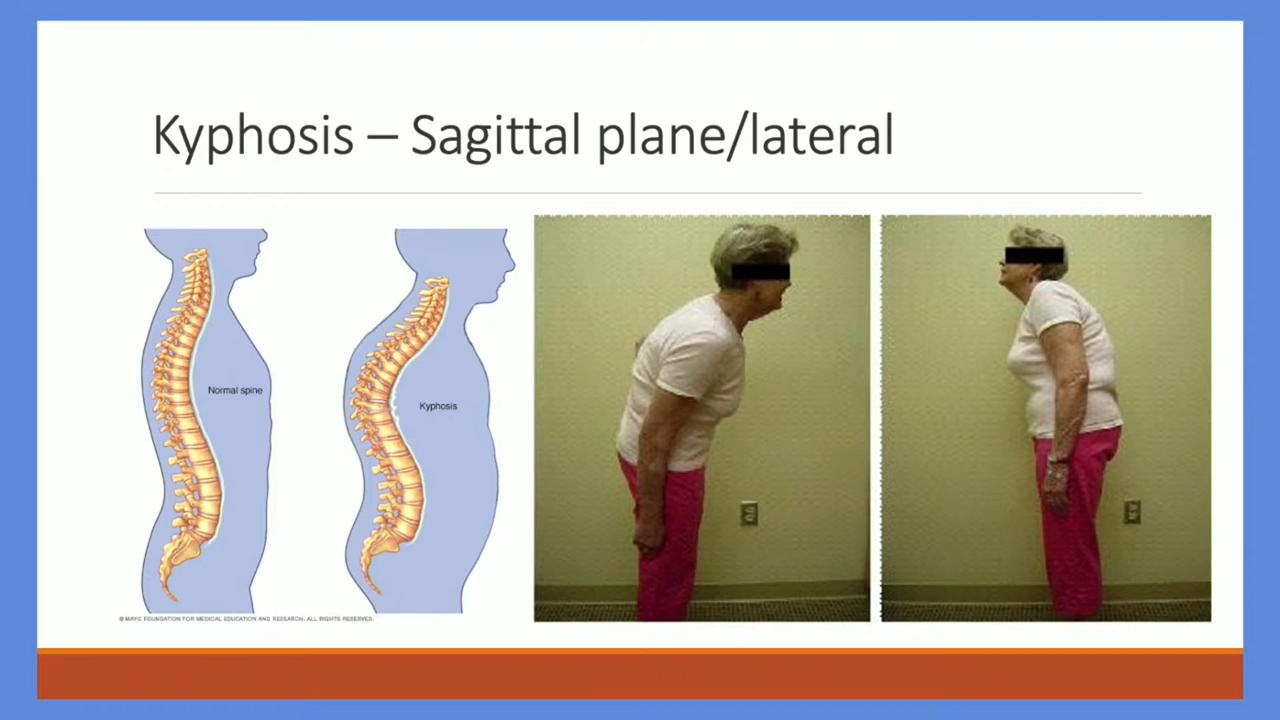 Kyphosis – Sagittal plane/lateral
Normal spine
Kyphosis
© MAYO FOUNDATION FOR MEDICAL EDUCATION AND RESEARCH. ALL RIGHTS RESERVED.